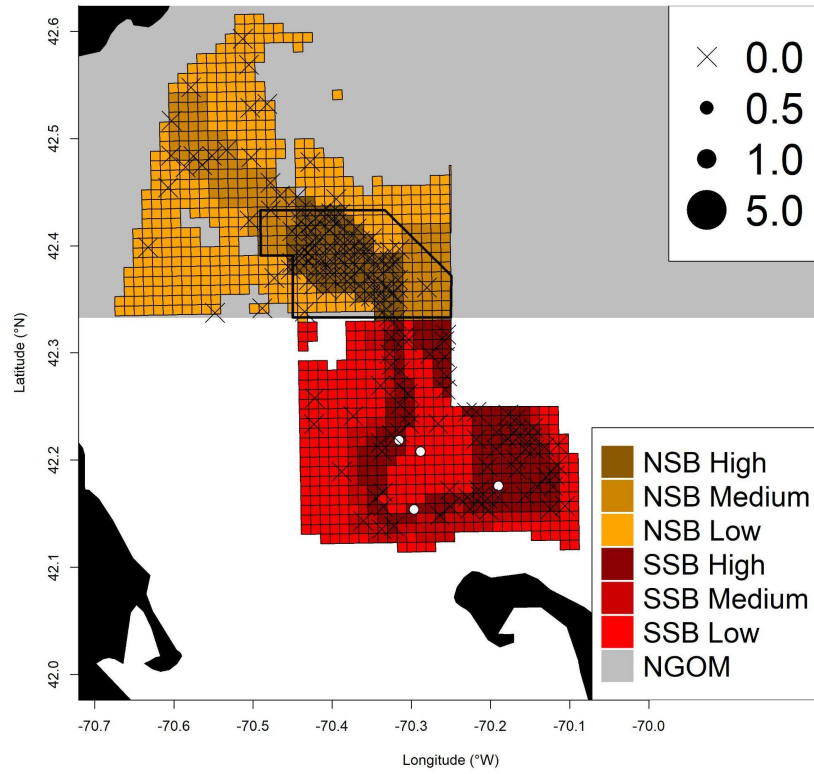 0.0
0.5
1.0
5.0
42.6
42.5
42.4
42.3
42.2
42.1
42.0
Latitude (°N)
NSB High
NSB Medium
NSB Low
SSB High
SSB Medium
SSB Low
NGOM
-70.7 -70.6 -70.5 -70.4 -70.3 -70.2 -70.1 -70.0
Longitude (°W)